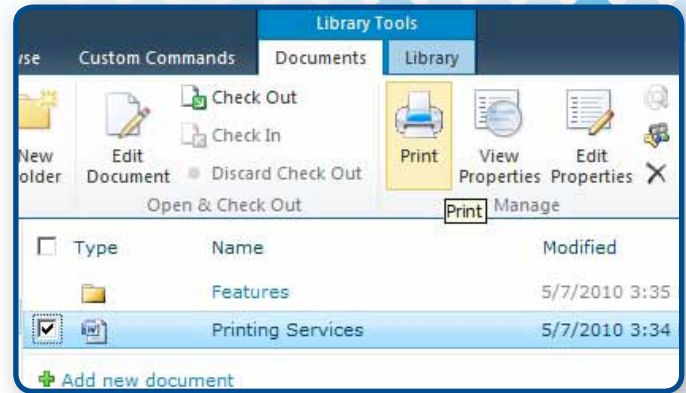 Library Tools
wse Custom Commands Documents Library
Check Out
Check In
Discard Check Out
New
older
Edit
Document
Open & Check Out
Print
View
Properties
Edit
Properties
Print
Manage
Type Name Modified
Features 5/7/2010 3:35
Printing Services 5/7/2010 3:34
Add new document